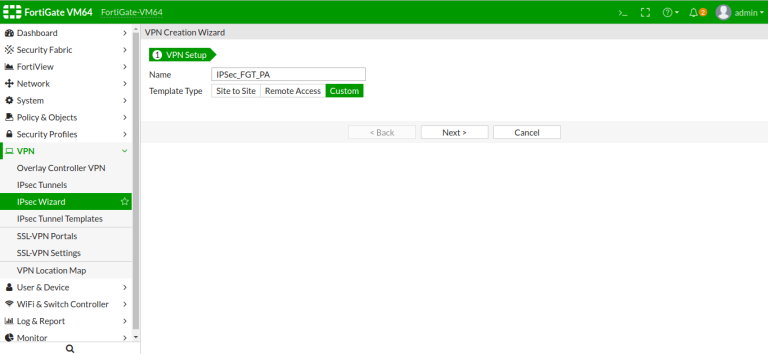 FortiGate VM64 FortiGate-VM64 >_ 2 admin
Dashboard
Security Fabric
FortiView
Network
System
Policy & Objects
Security Profiles
VPN
Overlay Controller VPN
IPsec Tunnels
IPsec Wizard
IPsec Tunnel Templates
SSL-VPN Portals
SSL-VPN Settings
VPN Location Map
User & Device
WiFi & Switch Controller
Log & Report
Monitor
VPN Creation Wizard
1 VPN Setup
Name IPSec_FGT_PA
Template Type Site to Site Remote Access Custom
< Back Next > Cancel